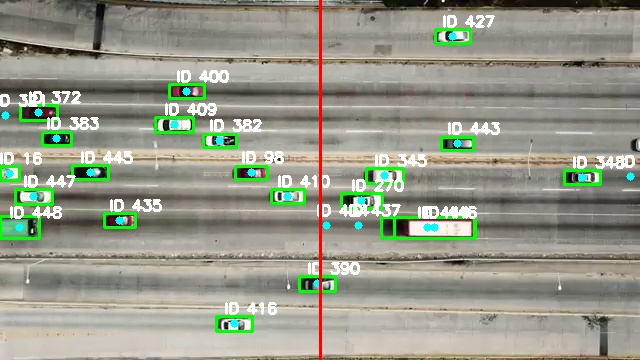 ID 427
ID 400
ID 372
ID 409
ID 383
ID 382
ID 443
ID 16
ID 445
ID 98
ID 345
ID 348
ID 447
ID 410
ID 270
ID 448
ID 435
ID 390
ID 416